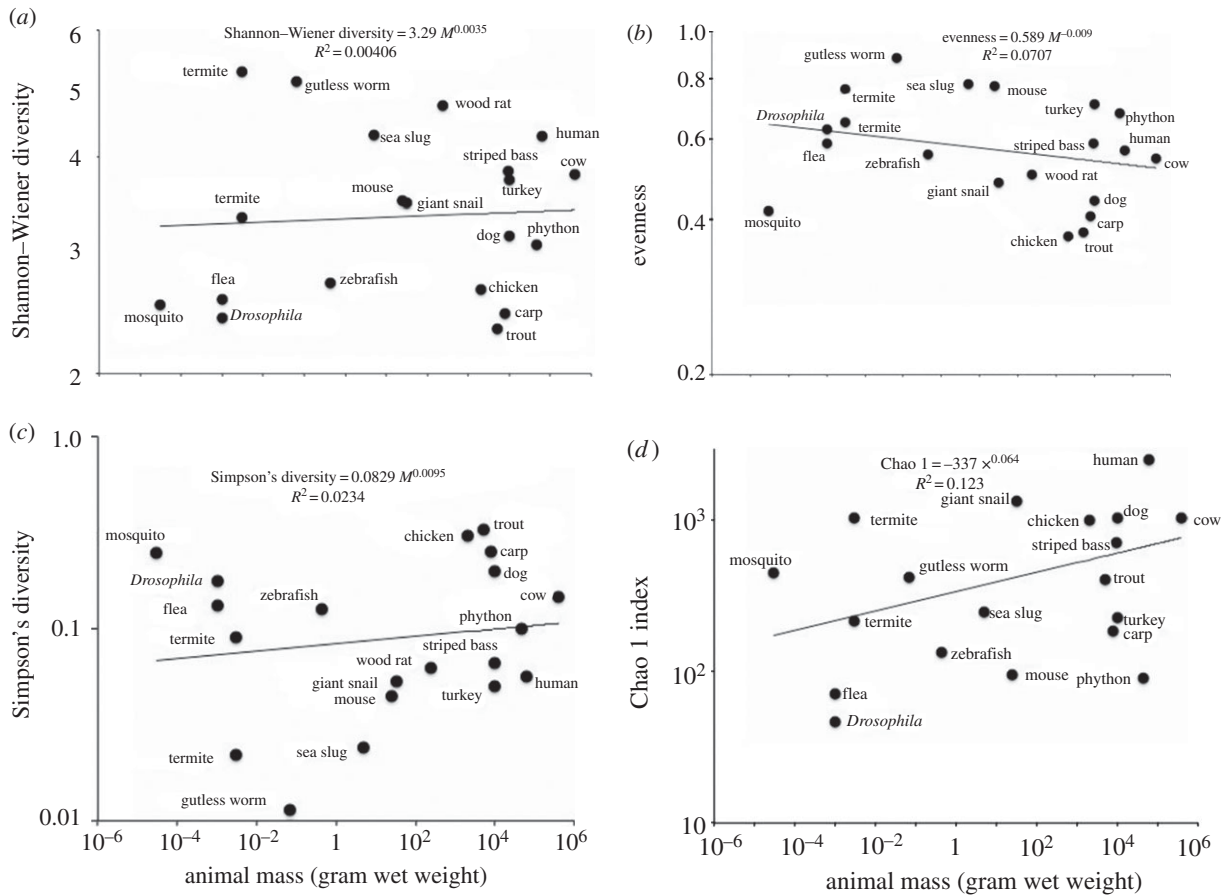 (a)
Shannon–Wiener diversity = 3.29 M^0.0035
R² = 0.00406
6
5
4
3
2
Shannon–Wiener diversity
termite
gutless worm
wood rat
sea slug
human
striped bass
cow
mouse
turkey
termite
giant snail
phython
dog
flea
zebrafish
chicken
mosquito
Drosophila
carp
trout
(b)
evenness = 0.589 M^–0.009
R² = 0.0707
1.0
0.8
0.6
0.4
0.2
evenness
gutless worm
termite
sea slug
mouse
turkey
phython
Drosophila
termite
flea
zebrafish
striped bass
human
cow
giant snail
wood rat
mosquito
dog
carp
chicken
trout
(c)
Simpson's diversity = 0.0829 M^0.0095
R² = 0.0234
1.0
0.1
0.01
Simpson's diversity
mosquito
chicken
trout
carp
Drosophila
dog
flea
zebrafish
cow
termite
phython
striped bass
wood rat
giant snail
mouse
turkey
human
termite
sea slug
gutless worm
10^–6
10^–4
10^–2
1
10^2
10^4
10^6
animal mass (gram wet weight)
(d)
Chao 1 = –337 ×^0.064
R² = 0.123
10^3
10^2
10
Chao 1 index
human
giant snail
termite
chicken
dog
cow
striped bass
mosquito
gutless worm
trout
termite
sea slug
turkey
carp
zebrafish
mouse
phython
flea
Drosophila
10^–6
10^–4
10^–2
1
10^2
10^4
10^6
animal mass (gram wet weight)